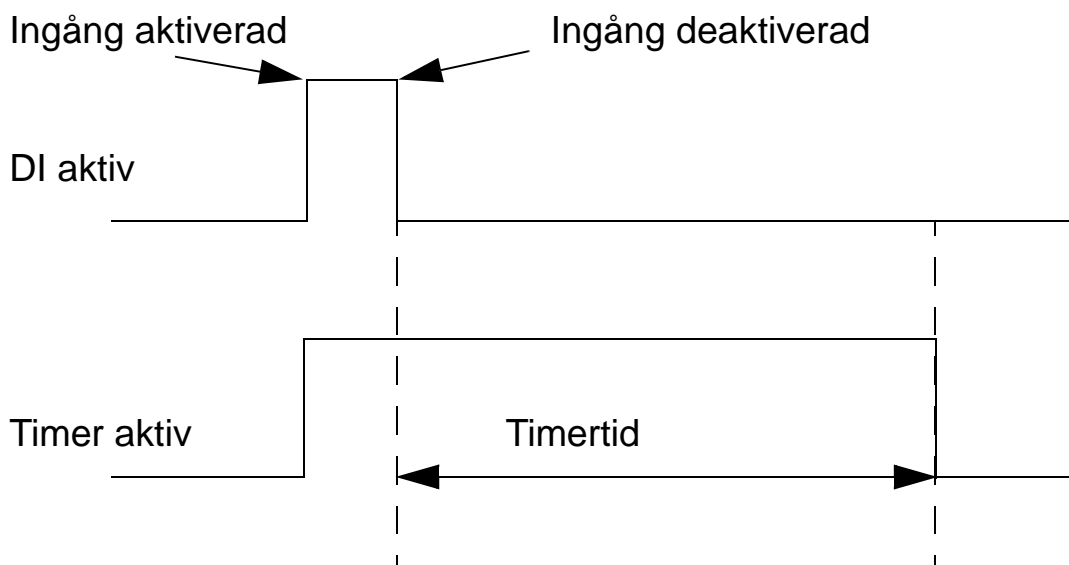 Ingång aktiverad
Ingång deaktiverad
DI aktiv
Timer aktiv
Timertid